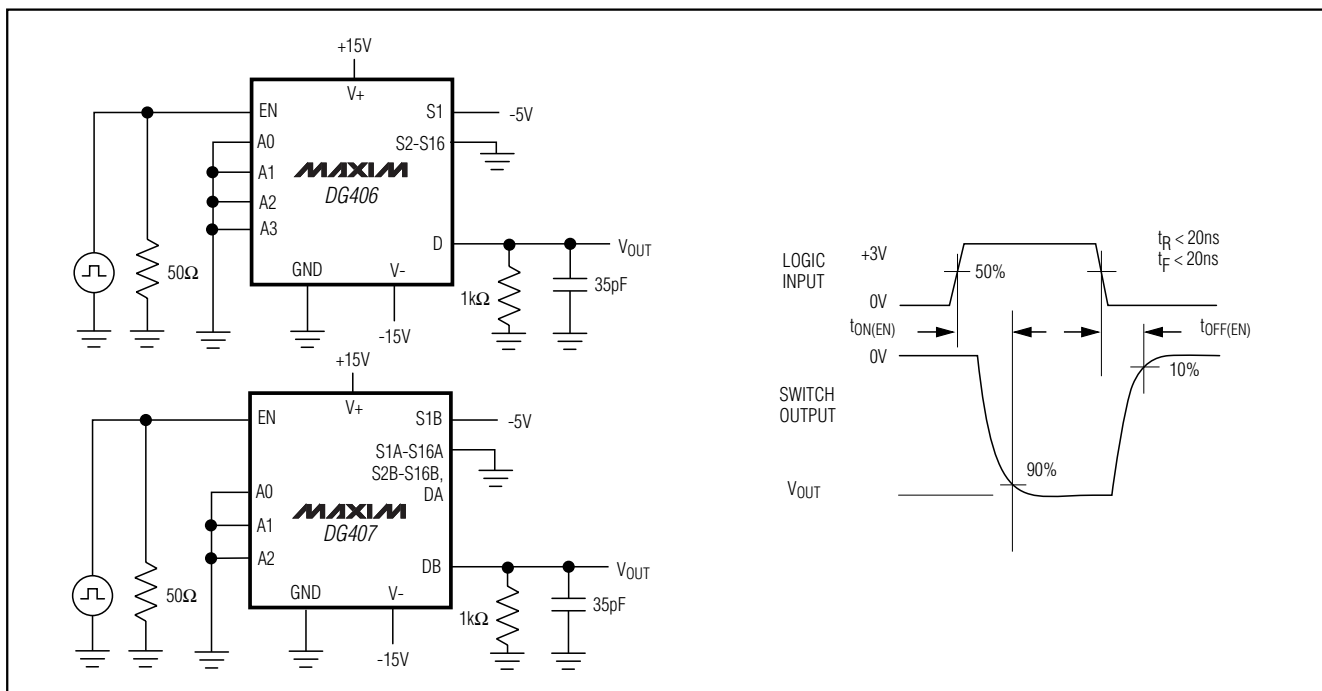 +15V
V+
EN
S1
-5V
A0
S2-S16
A1
MAXIM
A2
DG406
A3
D
VOUT
GND
V-
50Ω
1kΩ
35pF
-15V
+15V
V+
EN
S1B
-5V
S1A-S16A
S2B-S16B,
DA
A0
MAXIM
A1
DG407
A2
DB
VOUT
GND
V-
50Ω
1kΩ
35pF
-15V
LOGIC
INPUT
+3V
50%
tR < 20ns
tF < 20ns
0V
tON(EN)
tOFF(EN)
0V
10%
SWITCH
OUTPUT
90%
VOUT